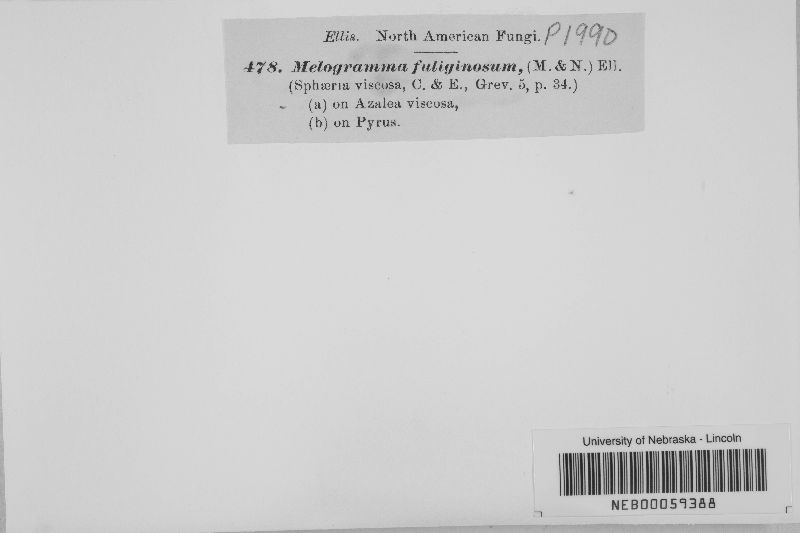 Ellis. North American Fungi. P1990
478. Melogramma fuliginosum, (M. & N.) Ell.
(Sphæria viscosa, C. & E., Grev. 5, p. 34.)
(a) on Azalea viscosa,
(b) on Pyrus.
University of Nebraska - Lincoln
NEB00059388